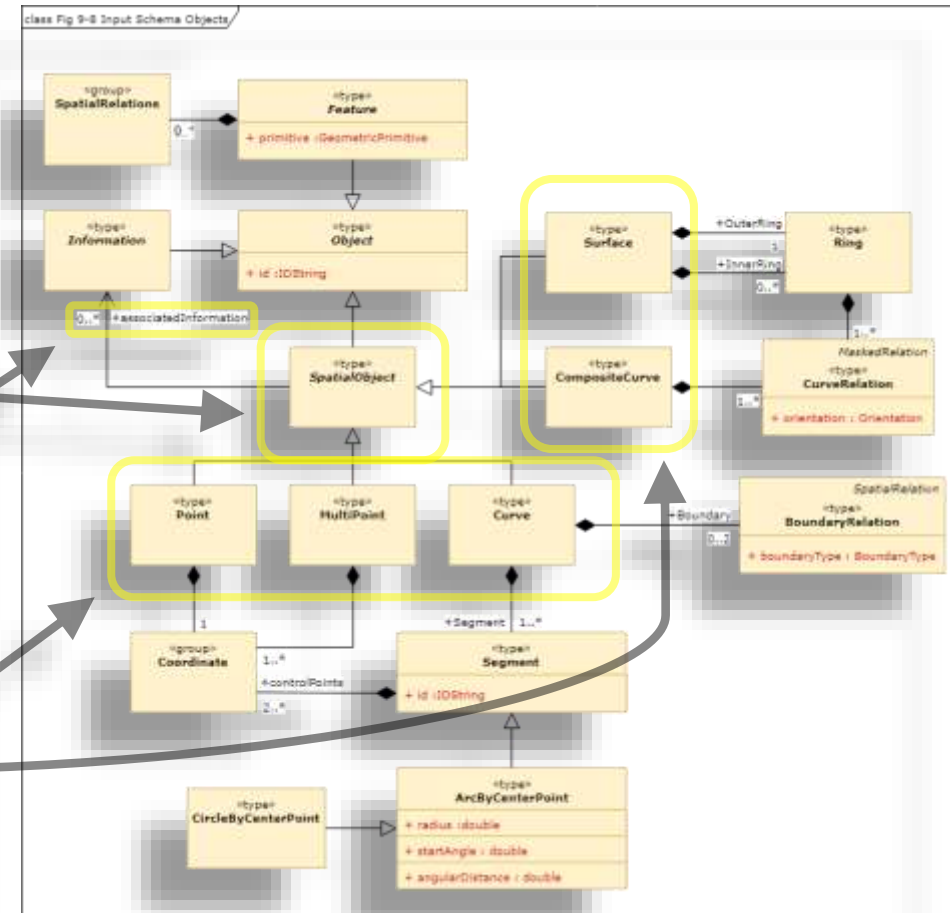 class Fig 9-8 Input Schema Objects
«group»
SpatialRelations
0..*
«type»
Feature
+ primitive :GeometricPrimitive
«type»
Information
«type»
Object
+ id :IDString
0..* +associatedInformation
«type»
Surface
+OuterRing
1
+InnerRing
0..*
«type»
Ring
1..*
«type»
SpatialObject
«type»
CompositeCurve
1..*
MaskedRelation
«type»
CurveRelation
+ orientation : Orientation
«type»
Point
«type»
MultiPoint
«type»
Curve
+Boundary
SpatialRelation
«type»
BoundaryRelation
+ boundaryType : BoundaryType
1
+Segment 1..*
«group»
Coordinate
1..*
+controlPoints
2..*
«type»
Segment
+ id :IDString
«type»
CircleByCenterPoint
«type»
ArcByCenterPoint
+ radius :double
+ startAngle : double
+ angularDistance : double